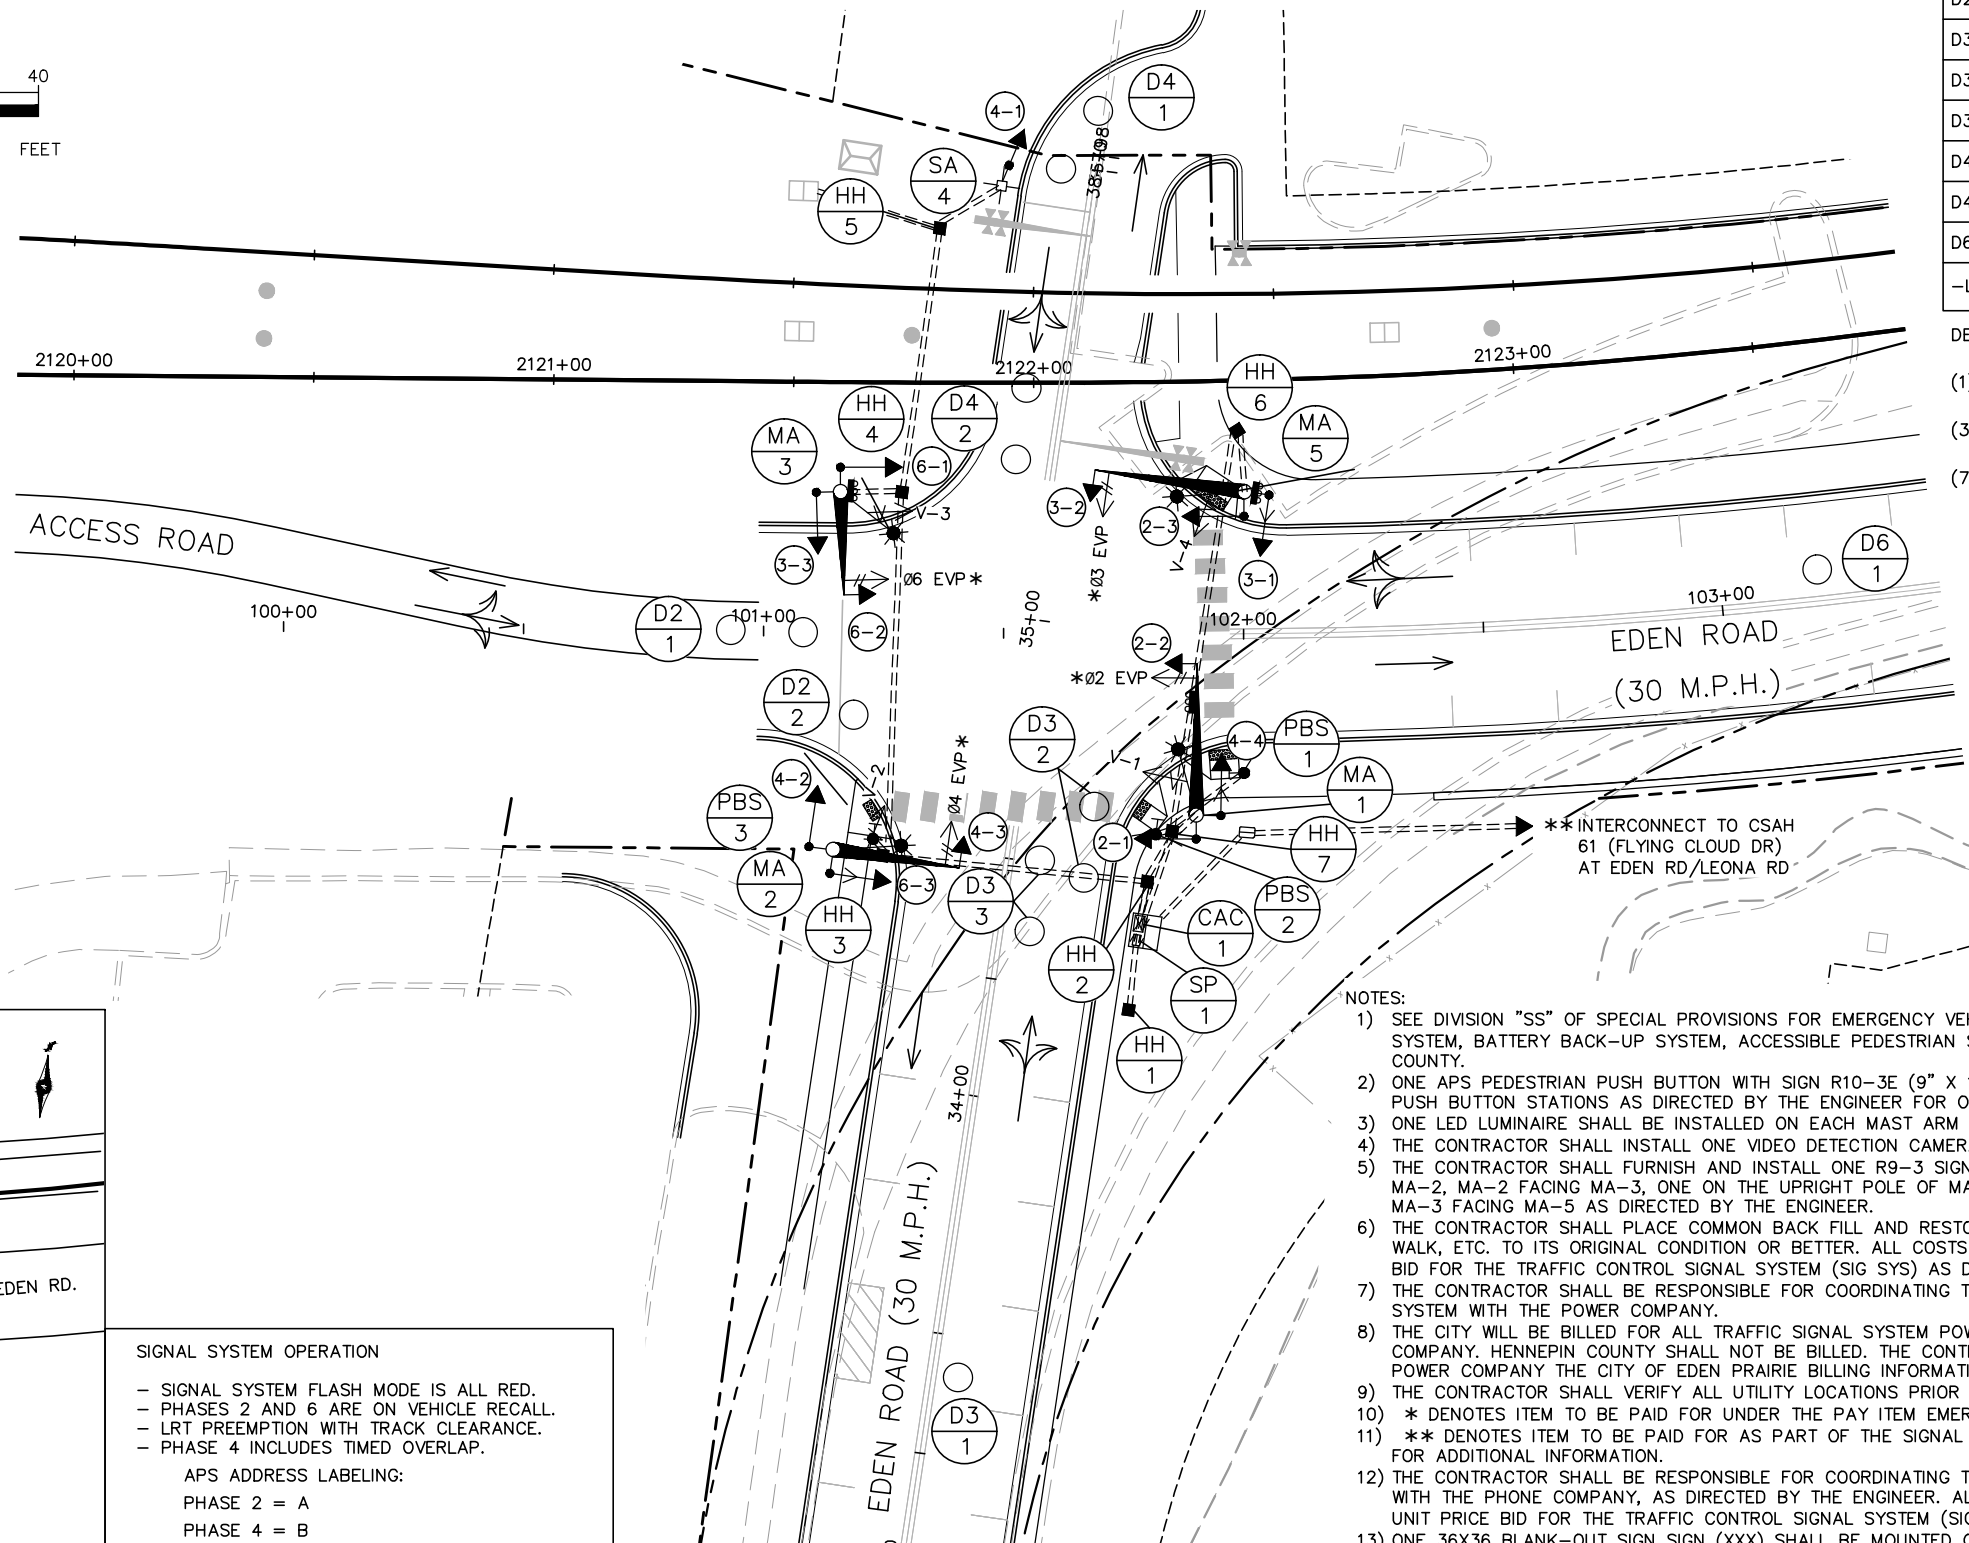 40
FEET
D4
1
4-1
SA
4
HH
5
2120+00
2121+00
2122+00
2123+00
HH
6
HH
4
D4
2
MA
3
MA
5
6-1
3-2
2-3
V-3
V-4
3-3
3-1
Ø6 EVP*
*Ø3 EVP
ACCESS ROAD
D6
1
100+00
101+00
102+00
103+00
35+00
D2
1
6-2
2-2
*Ø2 EVP
EDEN ROAD
(30 M.P.H.)
D2
2
D3
2
4-4
PBS
1
V-1
4-2
Ø4 EVP*
MA
1
PBS
3
4-3
2-1
HH
7
** INTERCONNECT TO CSAH
61 (FLYING CLOUD DR)
AT EDEN RD/LEONA RD
MA
2
6-3
D3
3
PBS
2
HH
3
CAC
1
HH
2
SP
1
HH
1
34+00
EDEN ROAD (30 M.P.H.)
D3
1
EDEN RD.
SIGNAL SYSTEM OPERATION
– SIGNAL SYSTEM FLASH MODE IS ALL RED.
– PHASES 2 AND 6 ARE ON VEHICLE RECALL.
– LRT PREEMPTION WITH TRACK CLEARANCE.
– PHASE 4 INCLUDES TIMED OVERLAP.
APS ADDRESS LABELING:
PHASE 2 = A
PHASE 4 = B
NOTES:
1) SEE DIVISION "SS" OF SPECIAL PROVISIONS FOR EMERGENCY
SYSTEM, BATTERY BACK–UP SYSTEM, ACCESSIBLE PEDESTRIAN
COUNTY.
2) ONE APS PEDESTRIAN PUSH BUTTON WITH SIGN R10–3E (9" X
PUSH BUTTON STATIONS AS DIRECTED BY THE ENGINEER FOR
3) ONE LED LUMINAIRE SHALL BE INSTALLED ON EACH MAST ARM
4) THE CONTRACTOR SHALL INSTALL ONE VIDEO DETECTION
5) THE CONTRACTOR SHALL FURNISH AND INSTALL ONE R9–3 SIGN
MA–2, MA–2 FACING MA–3, ONE ON THE UPRIGHT POLE OF
MA–3 FACING MA–5 AS DIRECTED BY THE ENGINEER.
6) THE CONTRACTOR SHALL PLACE COMMON BACK FILL AND
WALK, ETC. TO ITS ORIGINAL CONDITION OR BETTER. ALL COSTS
BID FOR THE TRAFFIC CONTROL SIGNAL SYSTEM (SIG SYS) AS
7) THE CONTRACTOR SHALL BE RESPONSIBLE FOR COORDINATING
SYSTEM WITH THE POWER COMPANY.
8) THE CITY WILL BE BILLED FOR ALL TRAFFIC SIGNAL SYSTEM
COMPANY. HENNEPIN COUNTY SHALL NOT BE BILLED. THE
POWER COMPANY THE CITY OF EDEN PRAIRIE BILLING
9) THE CONTRACTOR SHALL VERIFY ALL UTILITY LOCATIONS PRIOR
10) * DENOTES ITEM TO BE PAID FOR UNDER THE PAY ITEM
11) ** DENOTES ITEM TO BE PAID FOR AS PART OF THE SIGNAL
FOR ADDITIONAL INFORMATION.
12) THE CONTRACTOR SHALL BE RESPONSIBLE FOR COORDINATING
WITH THE PHONE COMPANY, AS DIRECTED BY THE ENGINEER.
UNIT PRICE BID FOR THE TRAFFIC CONTROL SIGNAL SYSTEM
13) ONE 36X36 BLANK–OUT SIGN SIGN (XXX) SHALL BE MOUNTED